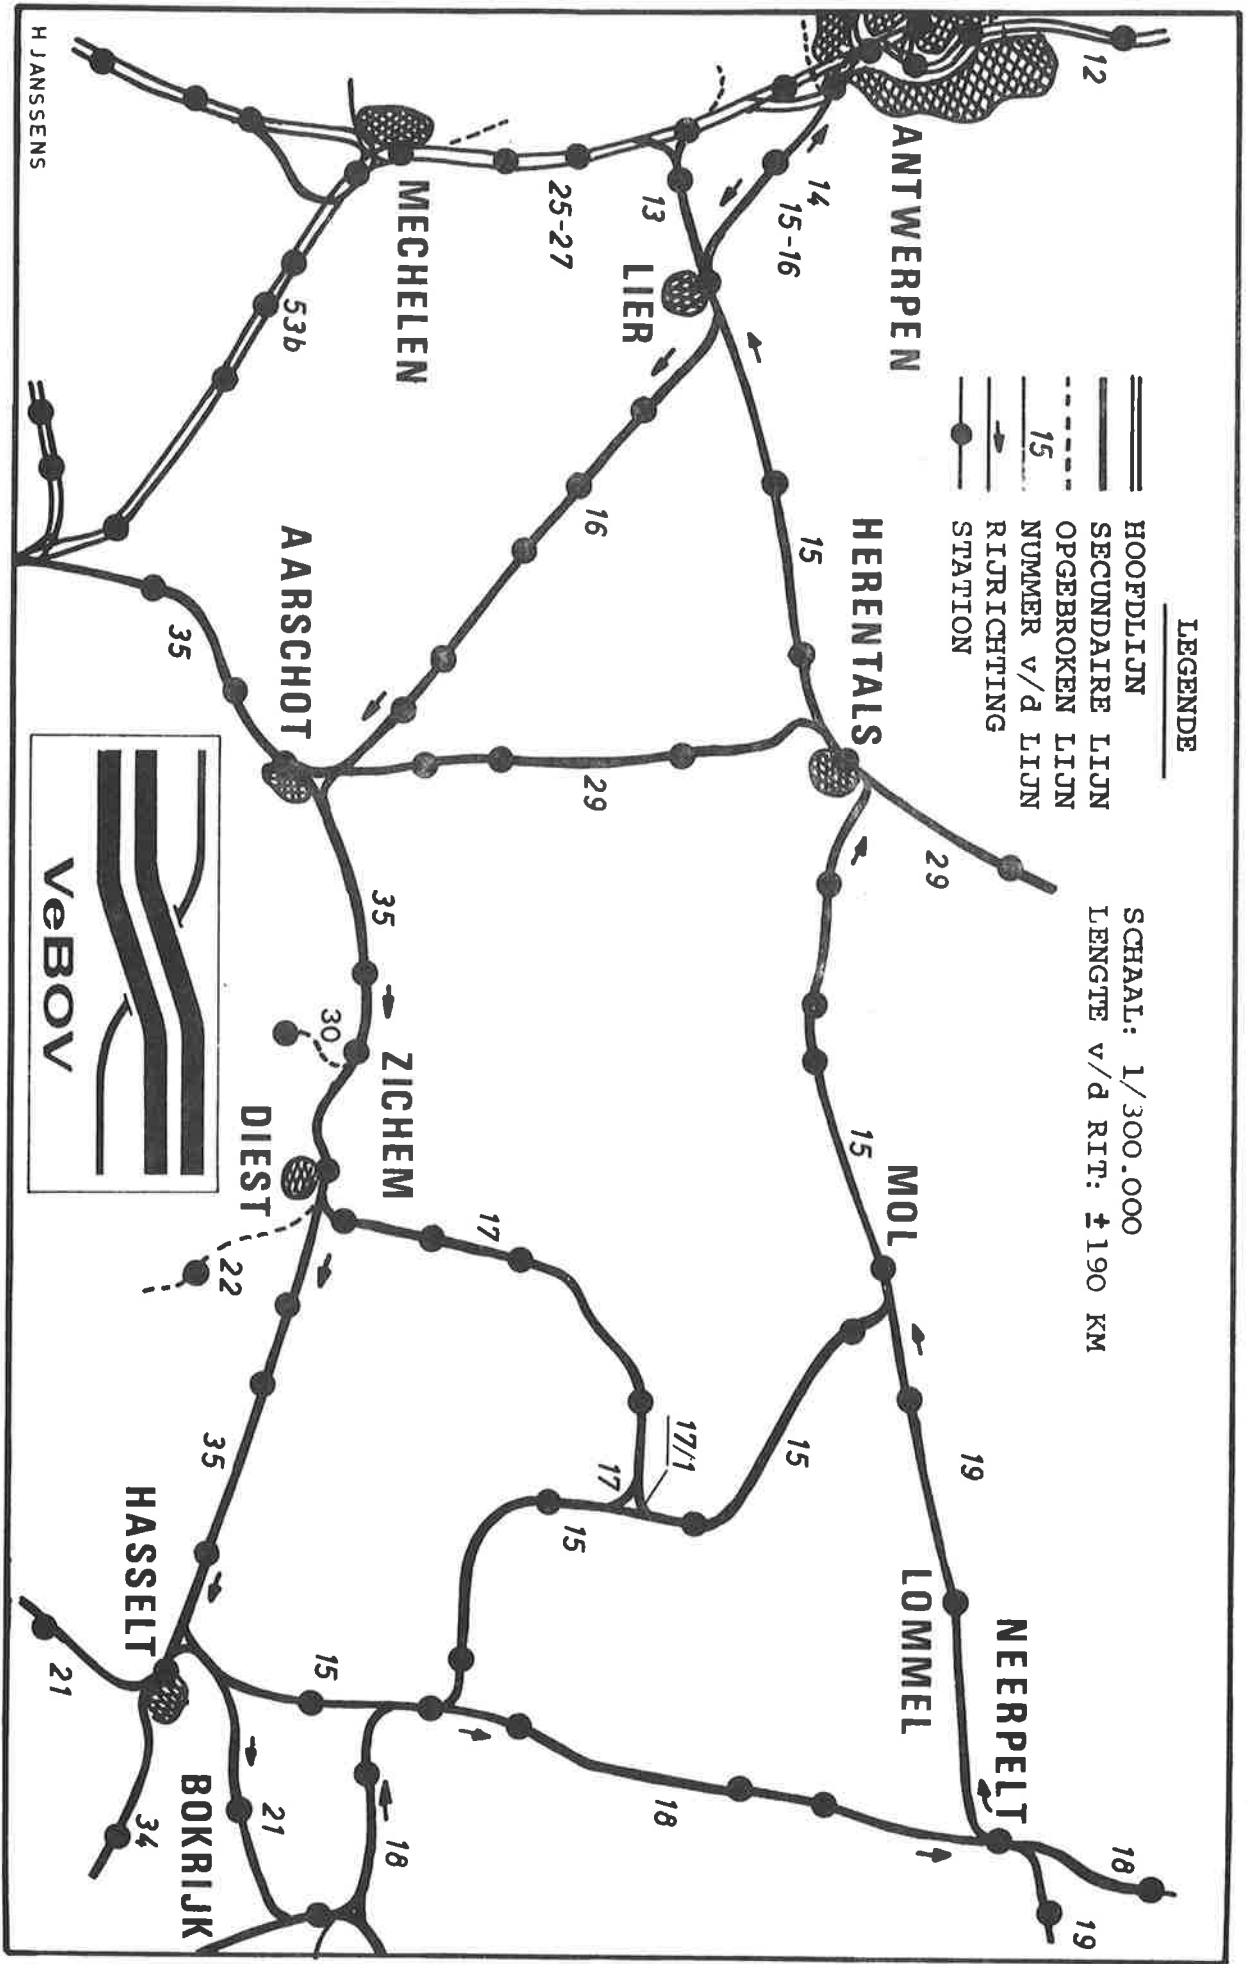 LEGENDE
HOOFDLIJN
SECUNDAIRE LIJN
OPGEBROKEN LIJN
15 NUMMER v/d LIJN
RIJRICHTING
STATION
SCHAAL: 1/300.000
LENGTE v/d RIT: ±190 KM
12
ANTWERPEN
14
15-16
13
LIER
25-27
MECHELEN
53b
H JANSSENS
HERENTALS
15
16
29
29
AARSCHOT
35
35
30
ZICHEM
DIEST
22
17
MOL
15
19
15
17/1
17
15
LOMMEL
NEERPELT
18
19
18
HASSELT
35
21
15
34
21
BOKRIJK
18
VeBOV